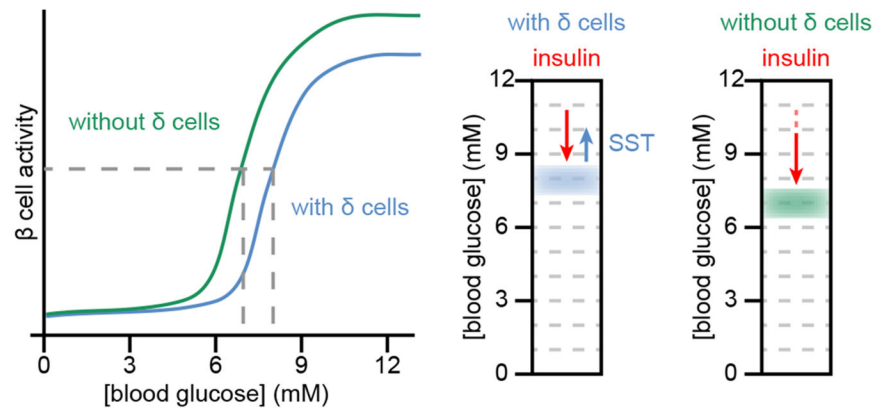 without δ cells
with δ cells
β cell activity
0 3 6 9 12
[blood glucose] (mM)
with δ cells
insulin
SST
12
9
6
3
0
[blood glucose] (mM)
without δ cells
insulin
12
9
6
3
0
[blood glucose] (mM)